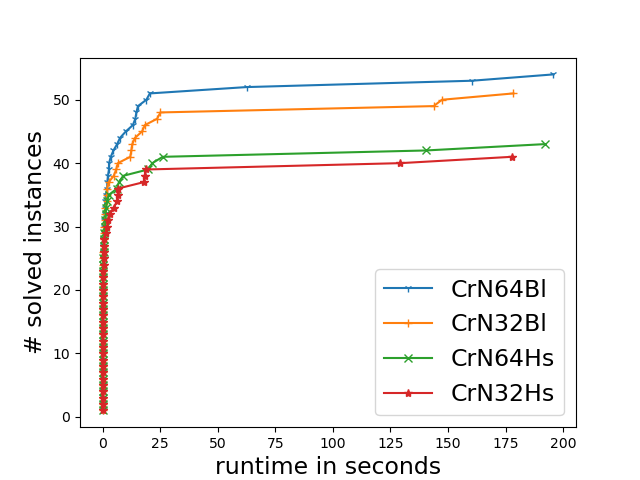 # solved instances
50
40
30
20
10
0
0 25 50 75 100 125 150 175 200
runtime in seconds
CrN64Bl
CrN32Bl
CrN64Hs
CrN32Hs